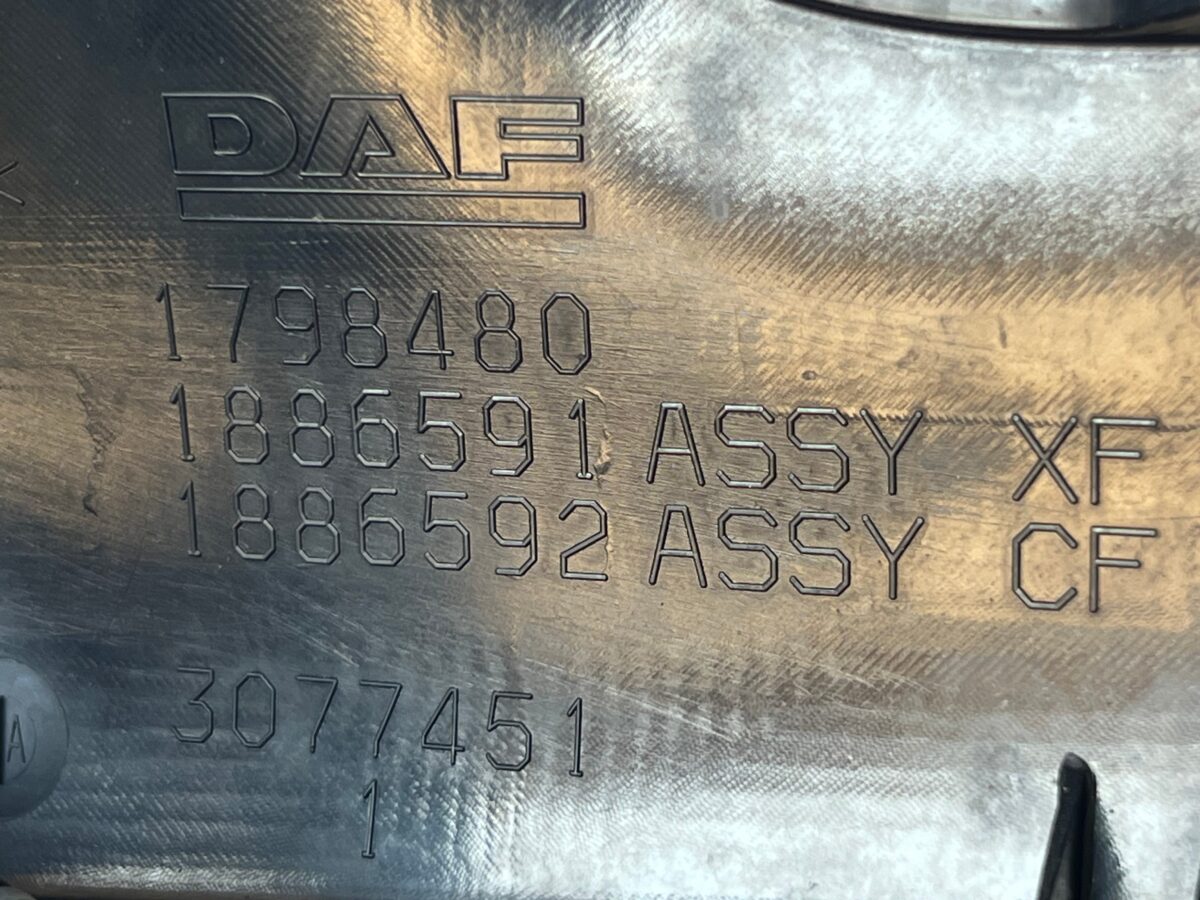 DAF
1798480
1886591 ASSY XF
1886592 ASSY CF
3077451
1
A